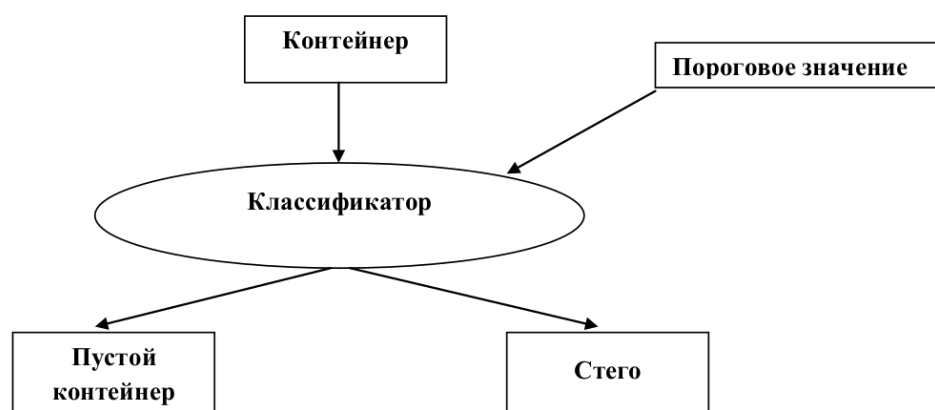 Контейнер
Пороговое значение
Классификатор
Пустой
контейнер
Стего